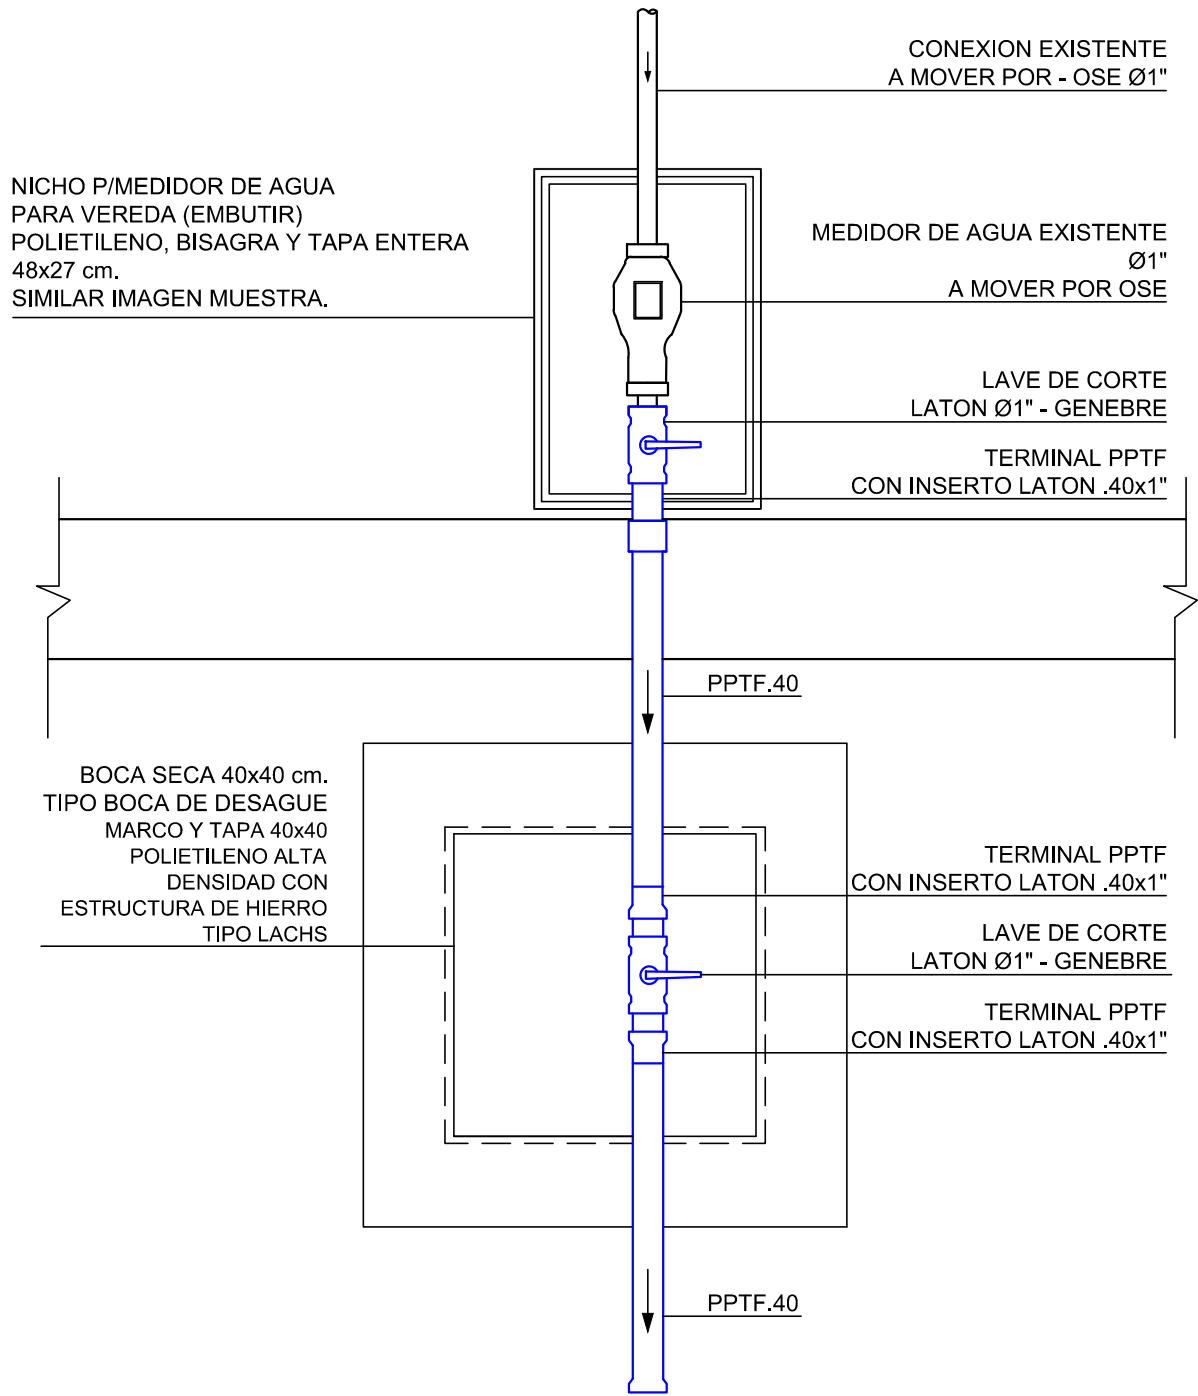 CONEXION EXISTENTE
A MOVER POR - OSE Ø1"
NICHO P/MEDIDOR DE AGUA
PARA VEREDA (EMBUTIR)
POLIETILENO, BISAGRA Y TAPA ENTERA
48x27 cm.
SIMILAR IMAGEN MUESTRA.
MEDIDOR DE AGUA EXISTENTE
Ø1"
A MOVER POR OSE
LAVE DE CORTE
LATON Ø1" - GENEBRE
TERMINAL PPTF
CON INSERTO LATON .40x1"
PPTF.40
BOCA SECA 40x40 cm.
TIPO BOCA DE DESAGUE
MARCO Y TAPA 40x40
POLIETILENO ALTA
DENSIDAD CON
ESTRUCTURA DE HIERRO
TIPO LACHS
TERMINAL PPTF
CON INSERTO LATON .40x1"
LAVE DE CORTE
LATON Ø1" - GENEBRE
TERMINAL PPTF
CON INSERTO LATON .40x1"
PPTF.40